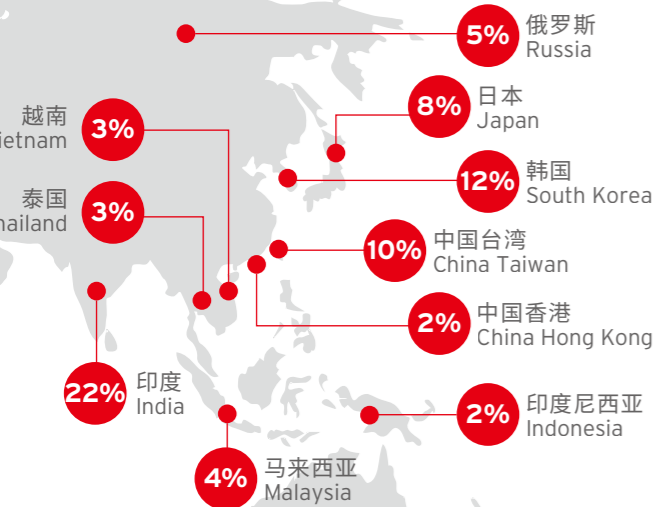 5%
俄罗斯
Russia
8%
日本
Japan
越南
ietnam
3%
12%
韩国
South Korea
泰国
hailand
3%
10%
中国台湾
China Taiwan
2%
中国香港
China Hong Kong
22%
印度
India
2%
印度尼西亚
Indonesia
4%
马来西亚
Malaysia